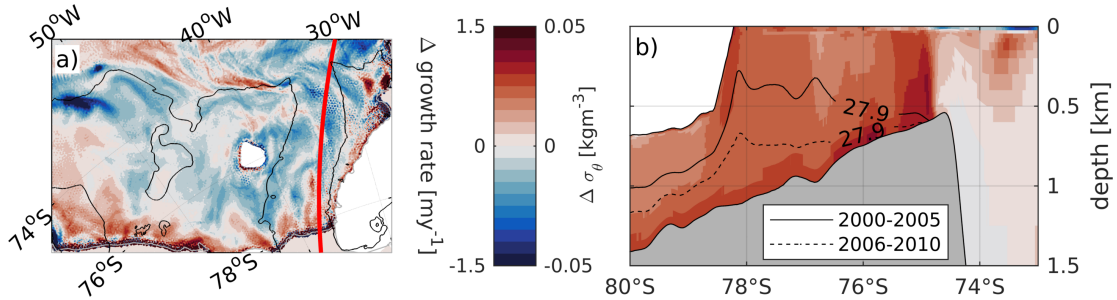 50°W
40°W
30°W
a)
74°S
76°S
78°S
Δ growth rate [my⁻¹]
1.5
0
-1.5
0.05
0
-0.05
Δ σ_θ [kgm⁻³]
b)
27.9
27.9
2000-2005
2006-2010
80°S
78°S
76°S
74°S
0
0.5
1
1.5
depth [km]